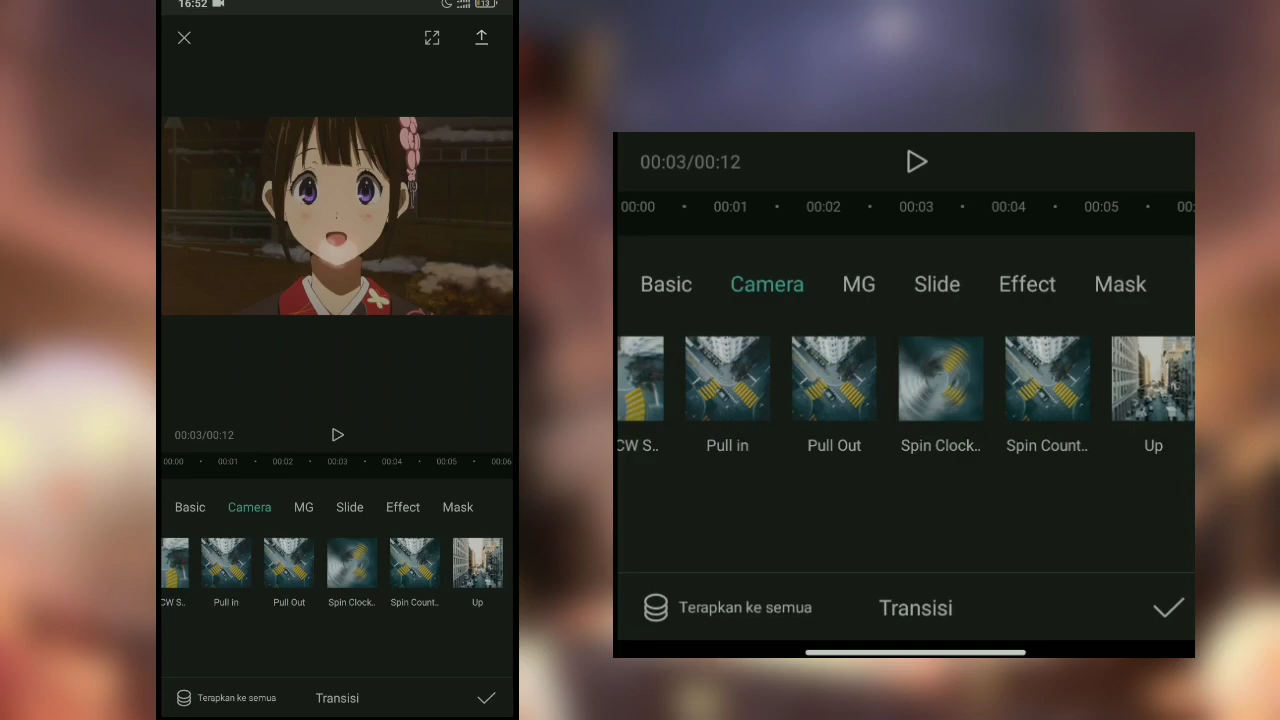 16:52
13
00:03/00:12
00:00 00:01 00:02 00:03 00:04 00:05 00:06
Basic Camera MG Slide Effect Mask
CW S.. Pull in Pull Out Spin Clock.. Spin Count.. Up
Terapkan ke semua Transisi
00:03/00:12
00:00 00:01 00:02 00:03 00:04 00:05 00:
Basic Camera MG Slide Effect Mask
CW S.. Pull in Pull Out Spin Clock.. Spin Count.. Up
Terapkan ke semua Transisi